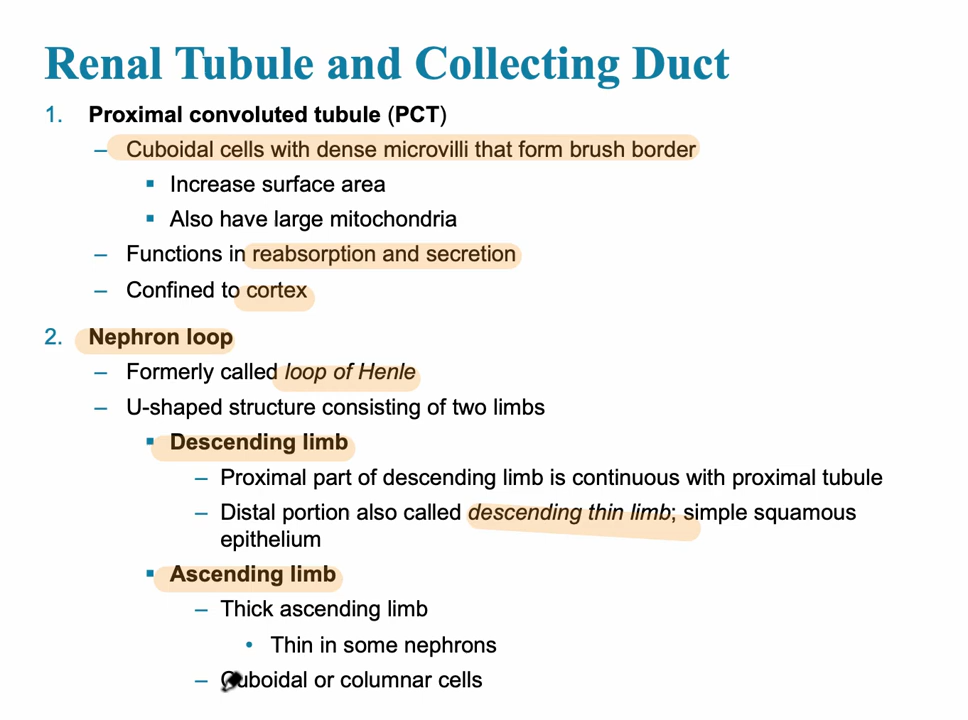 Renal Tubule and Collecting Duct
1. Proximal convoluted tubule (PCT)
– Cuboidal cells with dense microvilli that form brush border
▪ Increase surface area
▪ Also have large mitochondria
– Functions in reabsorption and secretion
– Confined to cortex
2. Nephron loop
– Formerly called loop of Henle
– U-shaped structure consisting of two limbs
▪ Descending limb
– Proximal part of descending limb is continuous with proximal tubule
– Distal portion also called descending thin limb; simple squamous
epithelium
▪ Ascending limb
– Thick ascending limb
• Thin in some nephrons
– Cuboidal or columnar cells